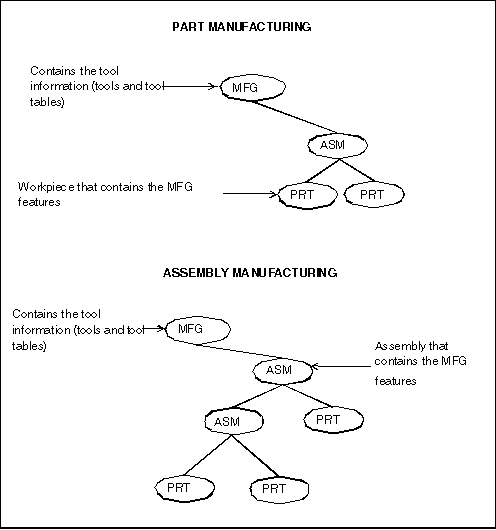 PART MANUFACTURING
Contains the tool
information (tools and tool
tables)
MFG
ASM
Workpiece that contains the MFG
features
PRT
PRT
ASSEMBLY MANUFACTURING
Contains the tool
information (tools and tool
tables)
MFG
Assembly that
contains the MFG
features
ASM
ASM
PRT
PRT
PRT